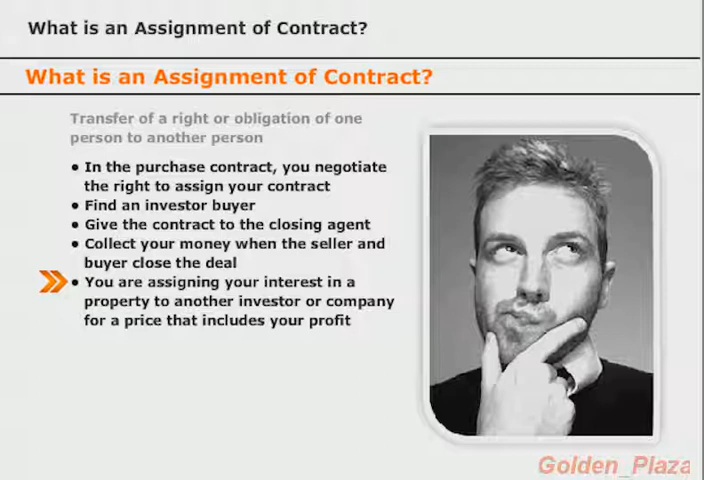 What is an Assignment of Contract?
What is an Assignment of Contract?
Transfer of a right or obligation of one
person to another person
• In the purchase contract, you negotiate
the right to assign your contract
• Find an investor buyer
• Give the contract to the closing agent
• Collect your money when the seller and
buyer close the deal
• You are assigning your interest in a
property to another investor or company
for a price that includes your profit
Golden_Plaza